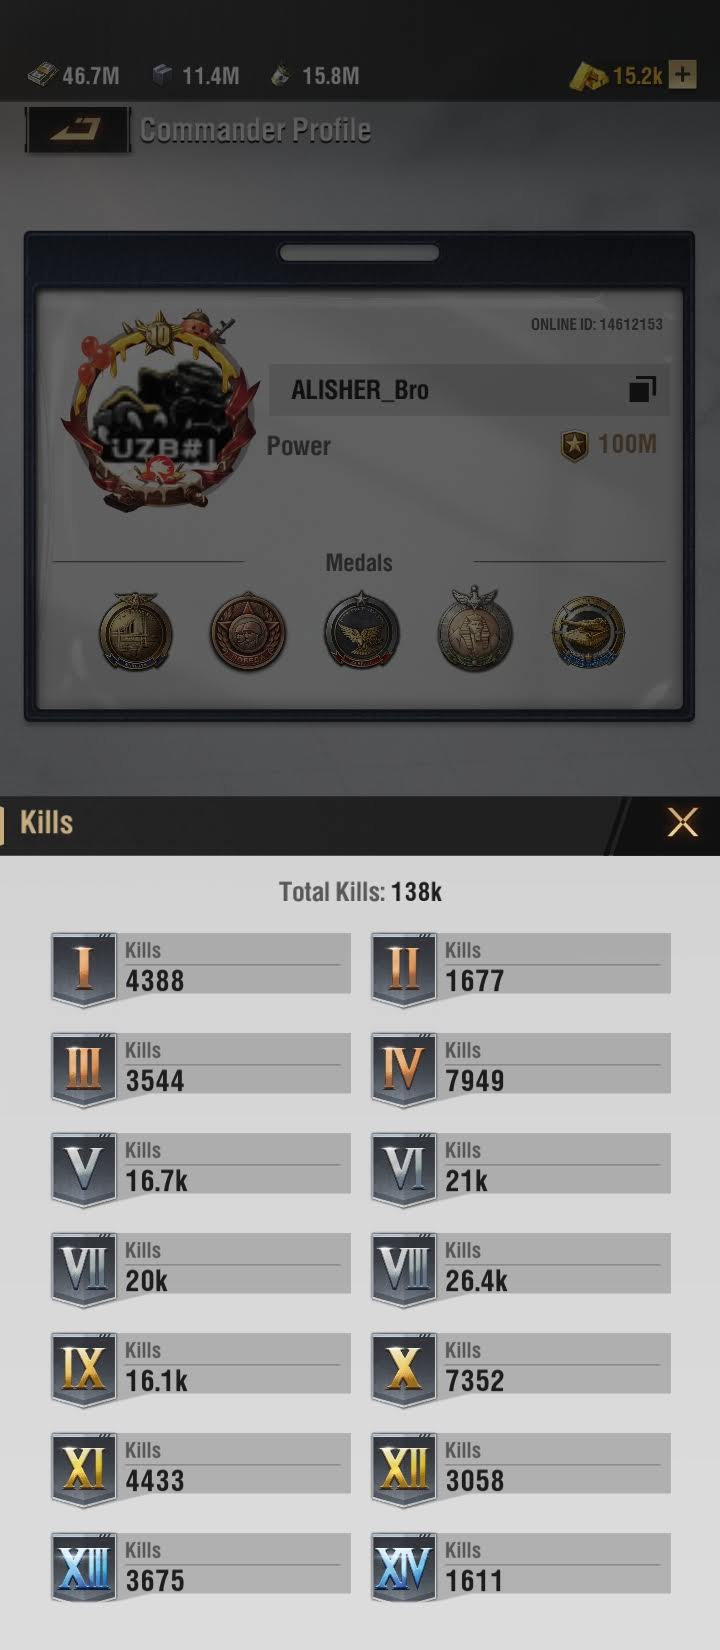 46.7M 11.4M 15.8M 15.2k +
Commander Profile
ONLINE ID: 14612153
10
ALISHER_Bro
UZB#1
Power 100M
Medals
Kills
Total Kills: 138k
I Kills 4388
II Kills 1677
III Kills 3544
IV Kills 7949
V Kills 16.7k
VI Kills 21k
VII Kills 20k
VIII Kills 26.4k
IX Kills 16.1k
X Kills 7352
XI Kills 4433
XII Kills 3058
XIII Kills 3675
XIV Kills 1611